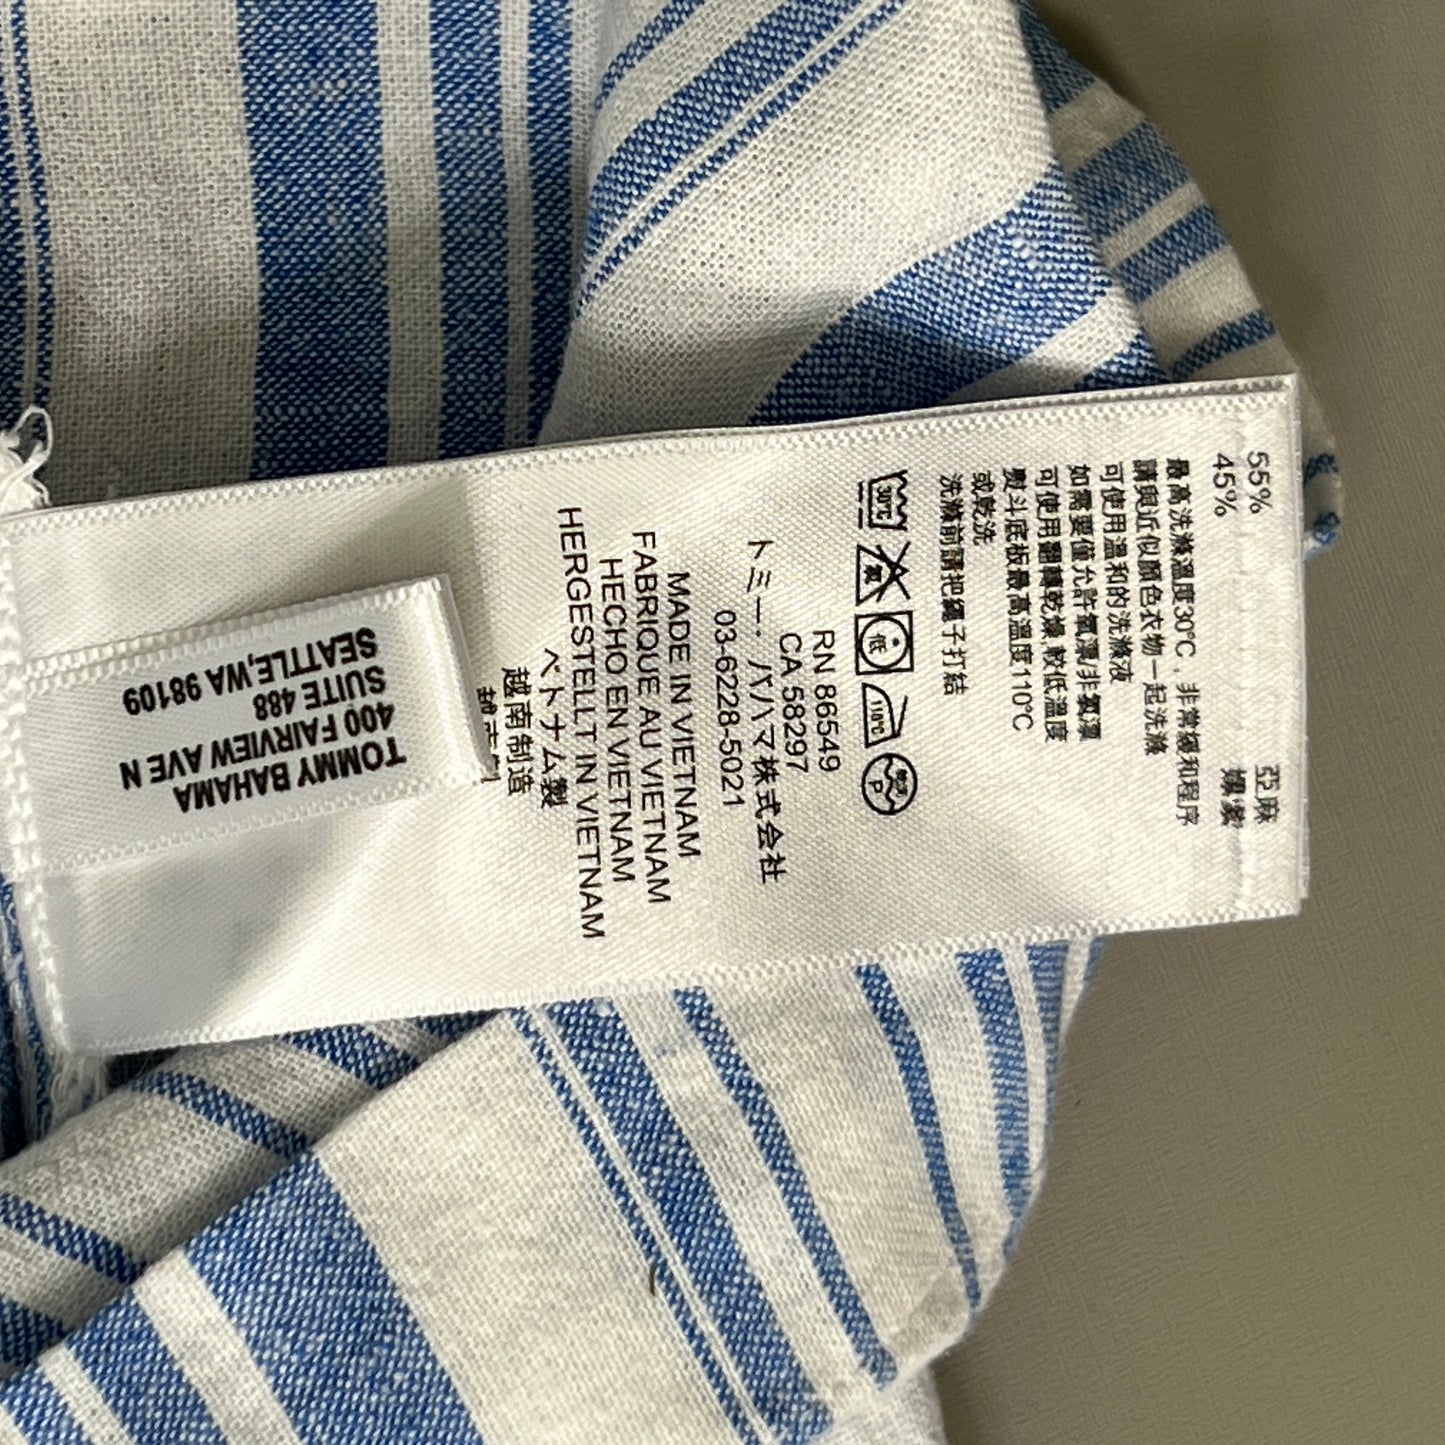 55% 亞麻
45% 嫘縈
最高洗滌溫度30°C，非常緩和程序
請與近似顏色衣物一起洗滌
可使用溫和的洗滌液
如需要僅允許氧漂/非氯漂
可使用翻轉乾燥,較低溫度
熨斗底板最高溫度110°C
或乾洗
洗滌前請把繩子打結
30°C 氯 低 110°C P
RN 86549
CA 58297
トミー・バハマ株式会社
03-6228-5021
MADE IN VIETNAM
FABRIQUE AU VIETNAM
HECHO EN VIETNAM
HERGESTELLT IN VIETNAM
ベトナム製
越南制造
TOMMY BAHAMA
400 FAIRVIEW AVE N
SUITE 488
SEATTLE,WA 98109